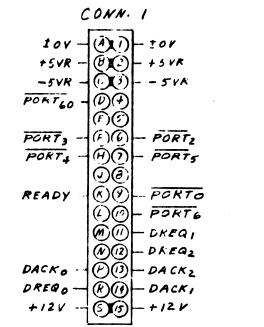 CONN. 1
±0V A 1 ±0V
+5VR B 2 +5VR
-5VR C 3 -5VR
PORT60 D 4
E 5
PORT3 F 6 PORT2
PORT4 H 7 PORT5
J 8
READY K 9 PORT0
L 10 PORT6
M 11 DREQ1
N 12 DREQ2
DACK0 P 13 DACK2
DREQ0 R 14 DACK1
+12V S 15 +12V